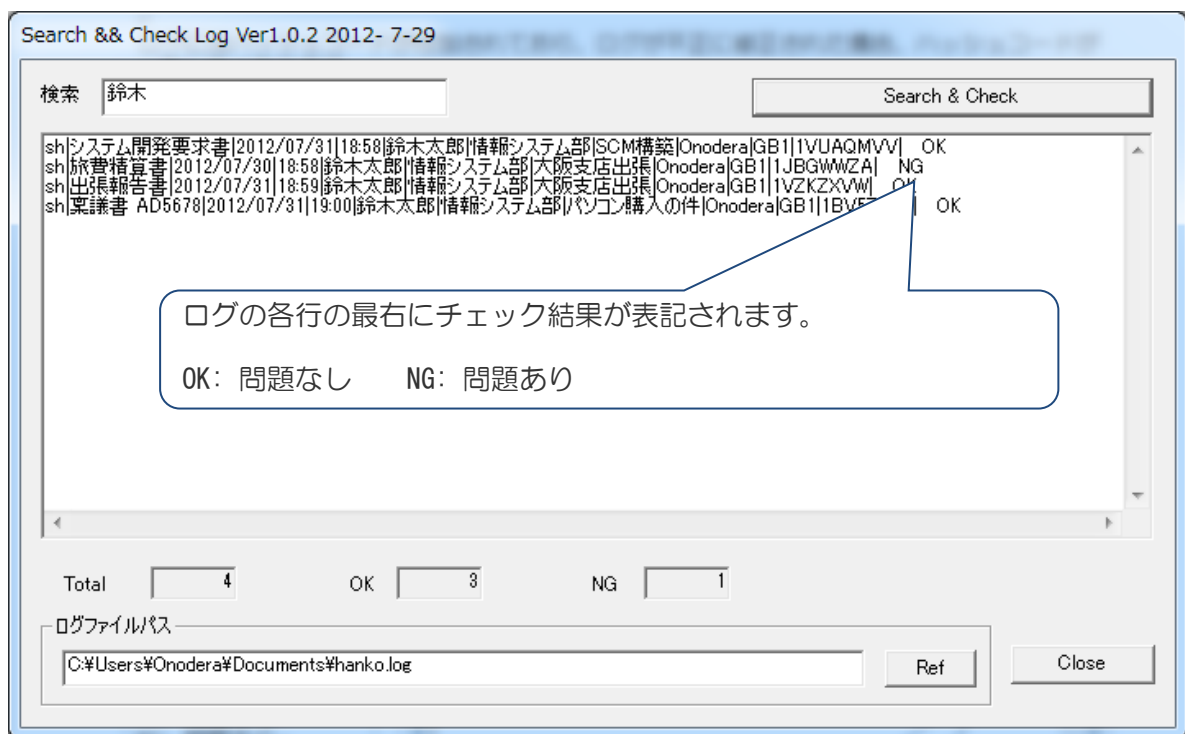 Search && Check Log Ver1.0.2 2012- 7-29
検索 鈴木 Search & Check
sh|システム開発要求書|2012/07/31|18:58|鈴木太郎|情報システム部|SCM構築|Onodera|GB1|1VUAQMVV| OK
sh|旅費精算書|2012/07/30|18:58|鈴木太郎|情報システム部|大阪支店出張|Onodera|GB1|1JBGWWZA| NG
sh|出張報告書|2012/07/31|18:59|鈴木太郎|情報システム部|大阪支店出張|Onodera|GB1|1VZKZXVW|
sh|稟議書 AD5678|2012/07/31|19:00|鈴木太郎|情報システム部|パソコン購入の件|Onodera|GB1| OK
ログの各行の最右にチェック結果が表記されます。
OK: 問題なし NG: 問題あり
Total 4 OK 3 NG 1
ログファイルパス
C:¥Users¥Onodera¥Documents¥hanko.log Ref Close